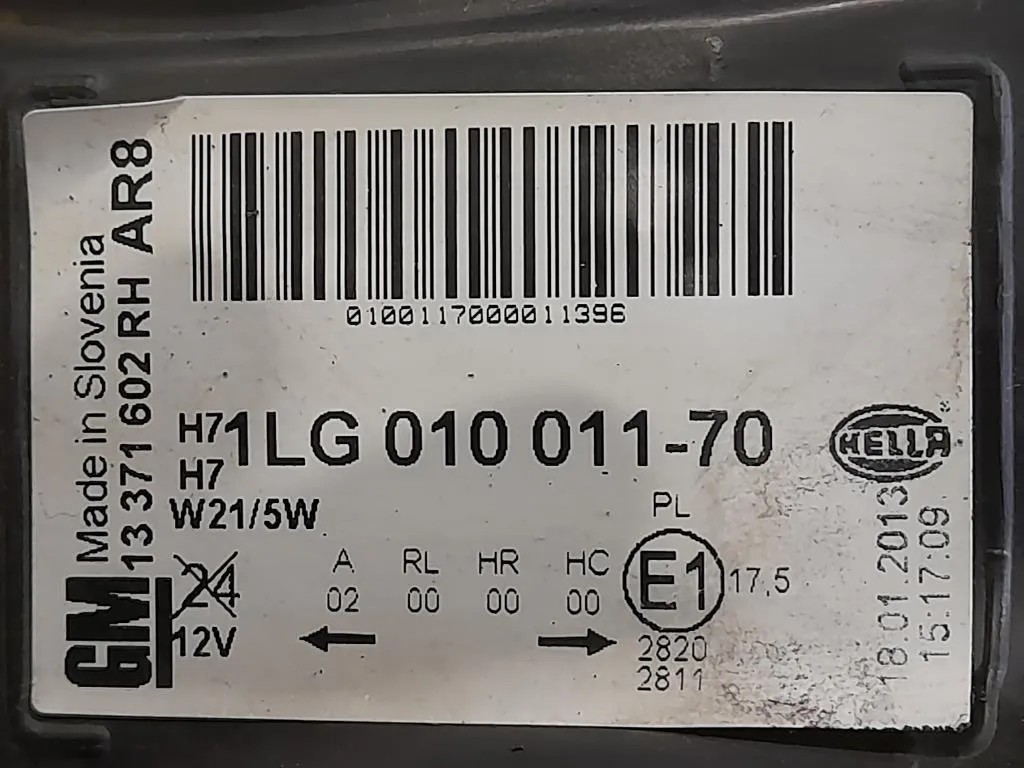 0100117000011396
H7 1LG 010 011-70
H7
HELLA
W21/5W
PL
24
A RL HR HC
02 00 00 00
E1 17,5
12V
2820
2811
Made in Slovenia
13 371 602 RH AR8
GM
18.01.2013
15:17:09